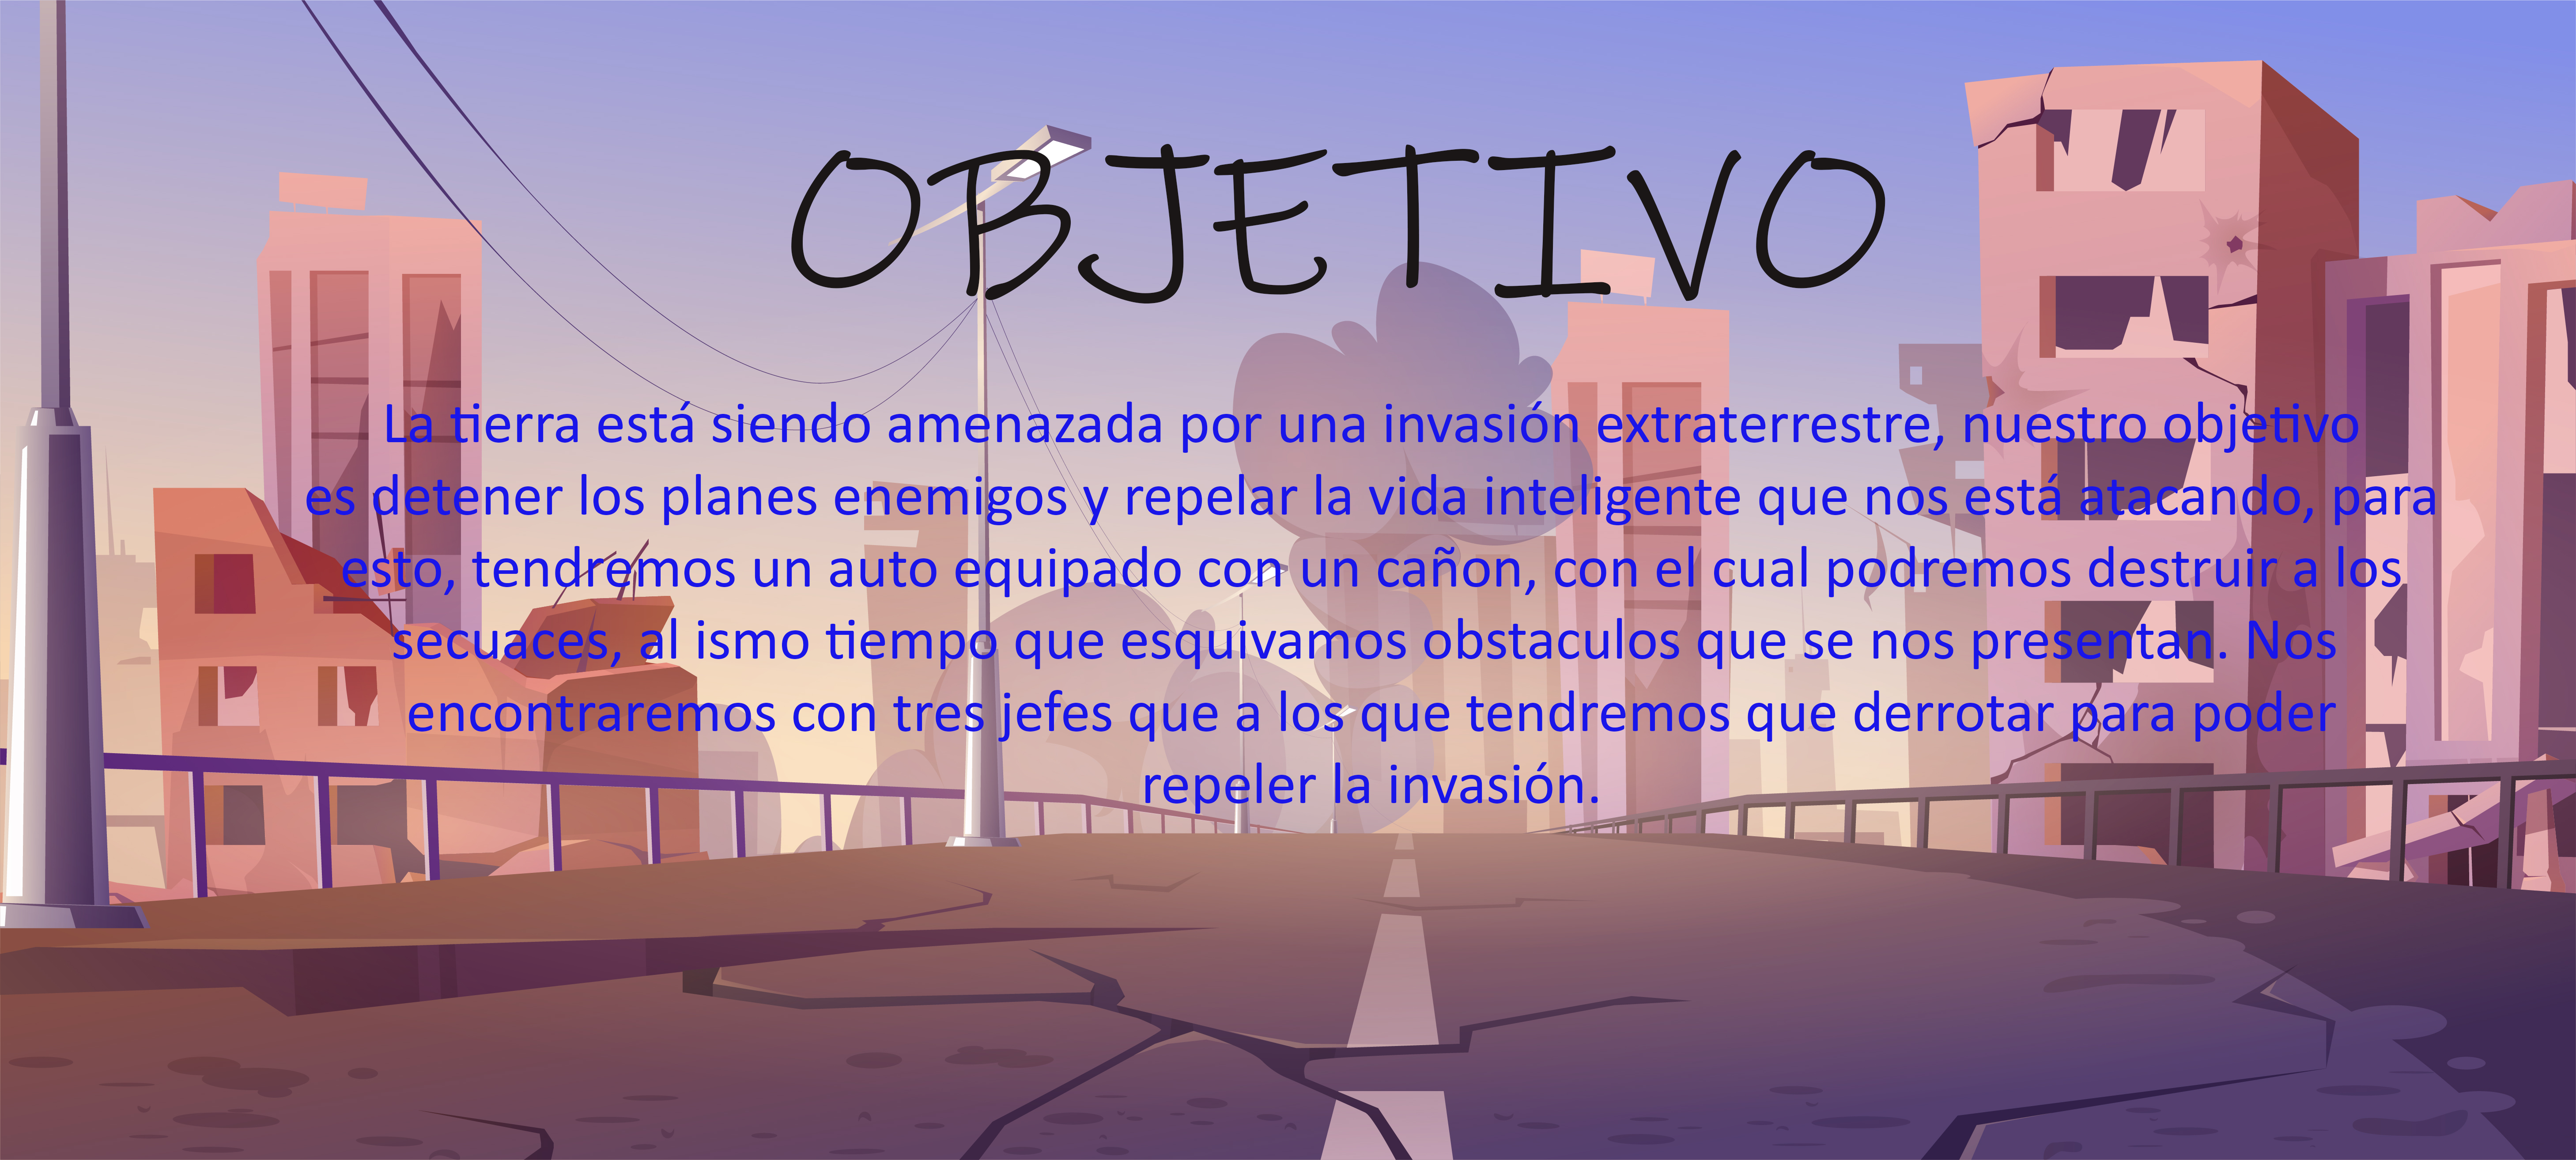 OBJETIVO
La tierra está siendo amenazada por una invasión extraterrestre, nuestro objetivo
es detener los planes enemigos y repelar la vida inteligente que nos está atacando, para
esto, tendremos un auto equipado con un cañon, con el cual podremos destruir a los
secuaces, al ismo tiempo que esquivamos obstaculos que se nos presentan. Nos
encontraremos con tres jefes que a los que tendremos que derrotar para poder
repeler la invasión.